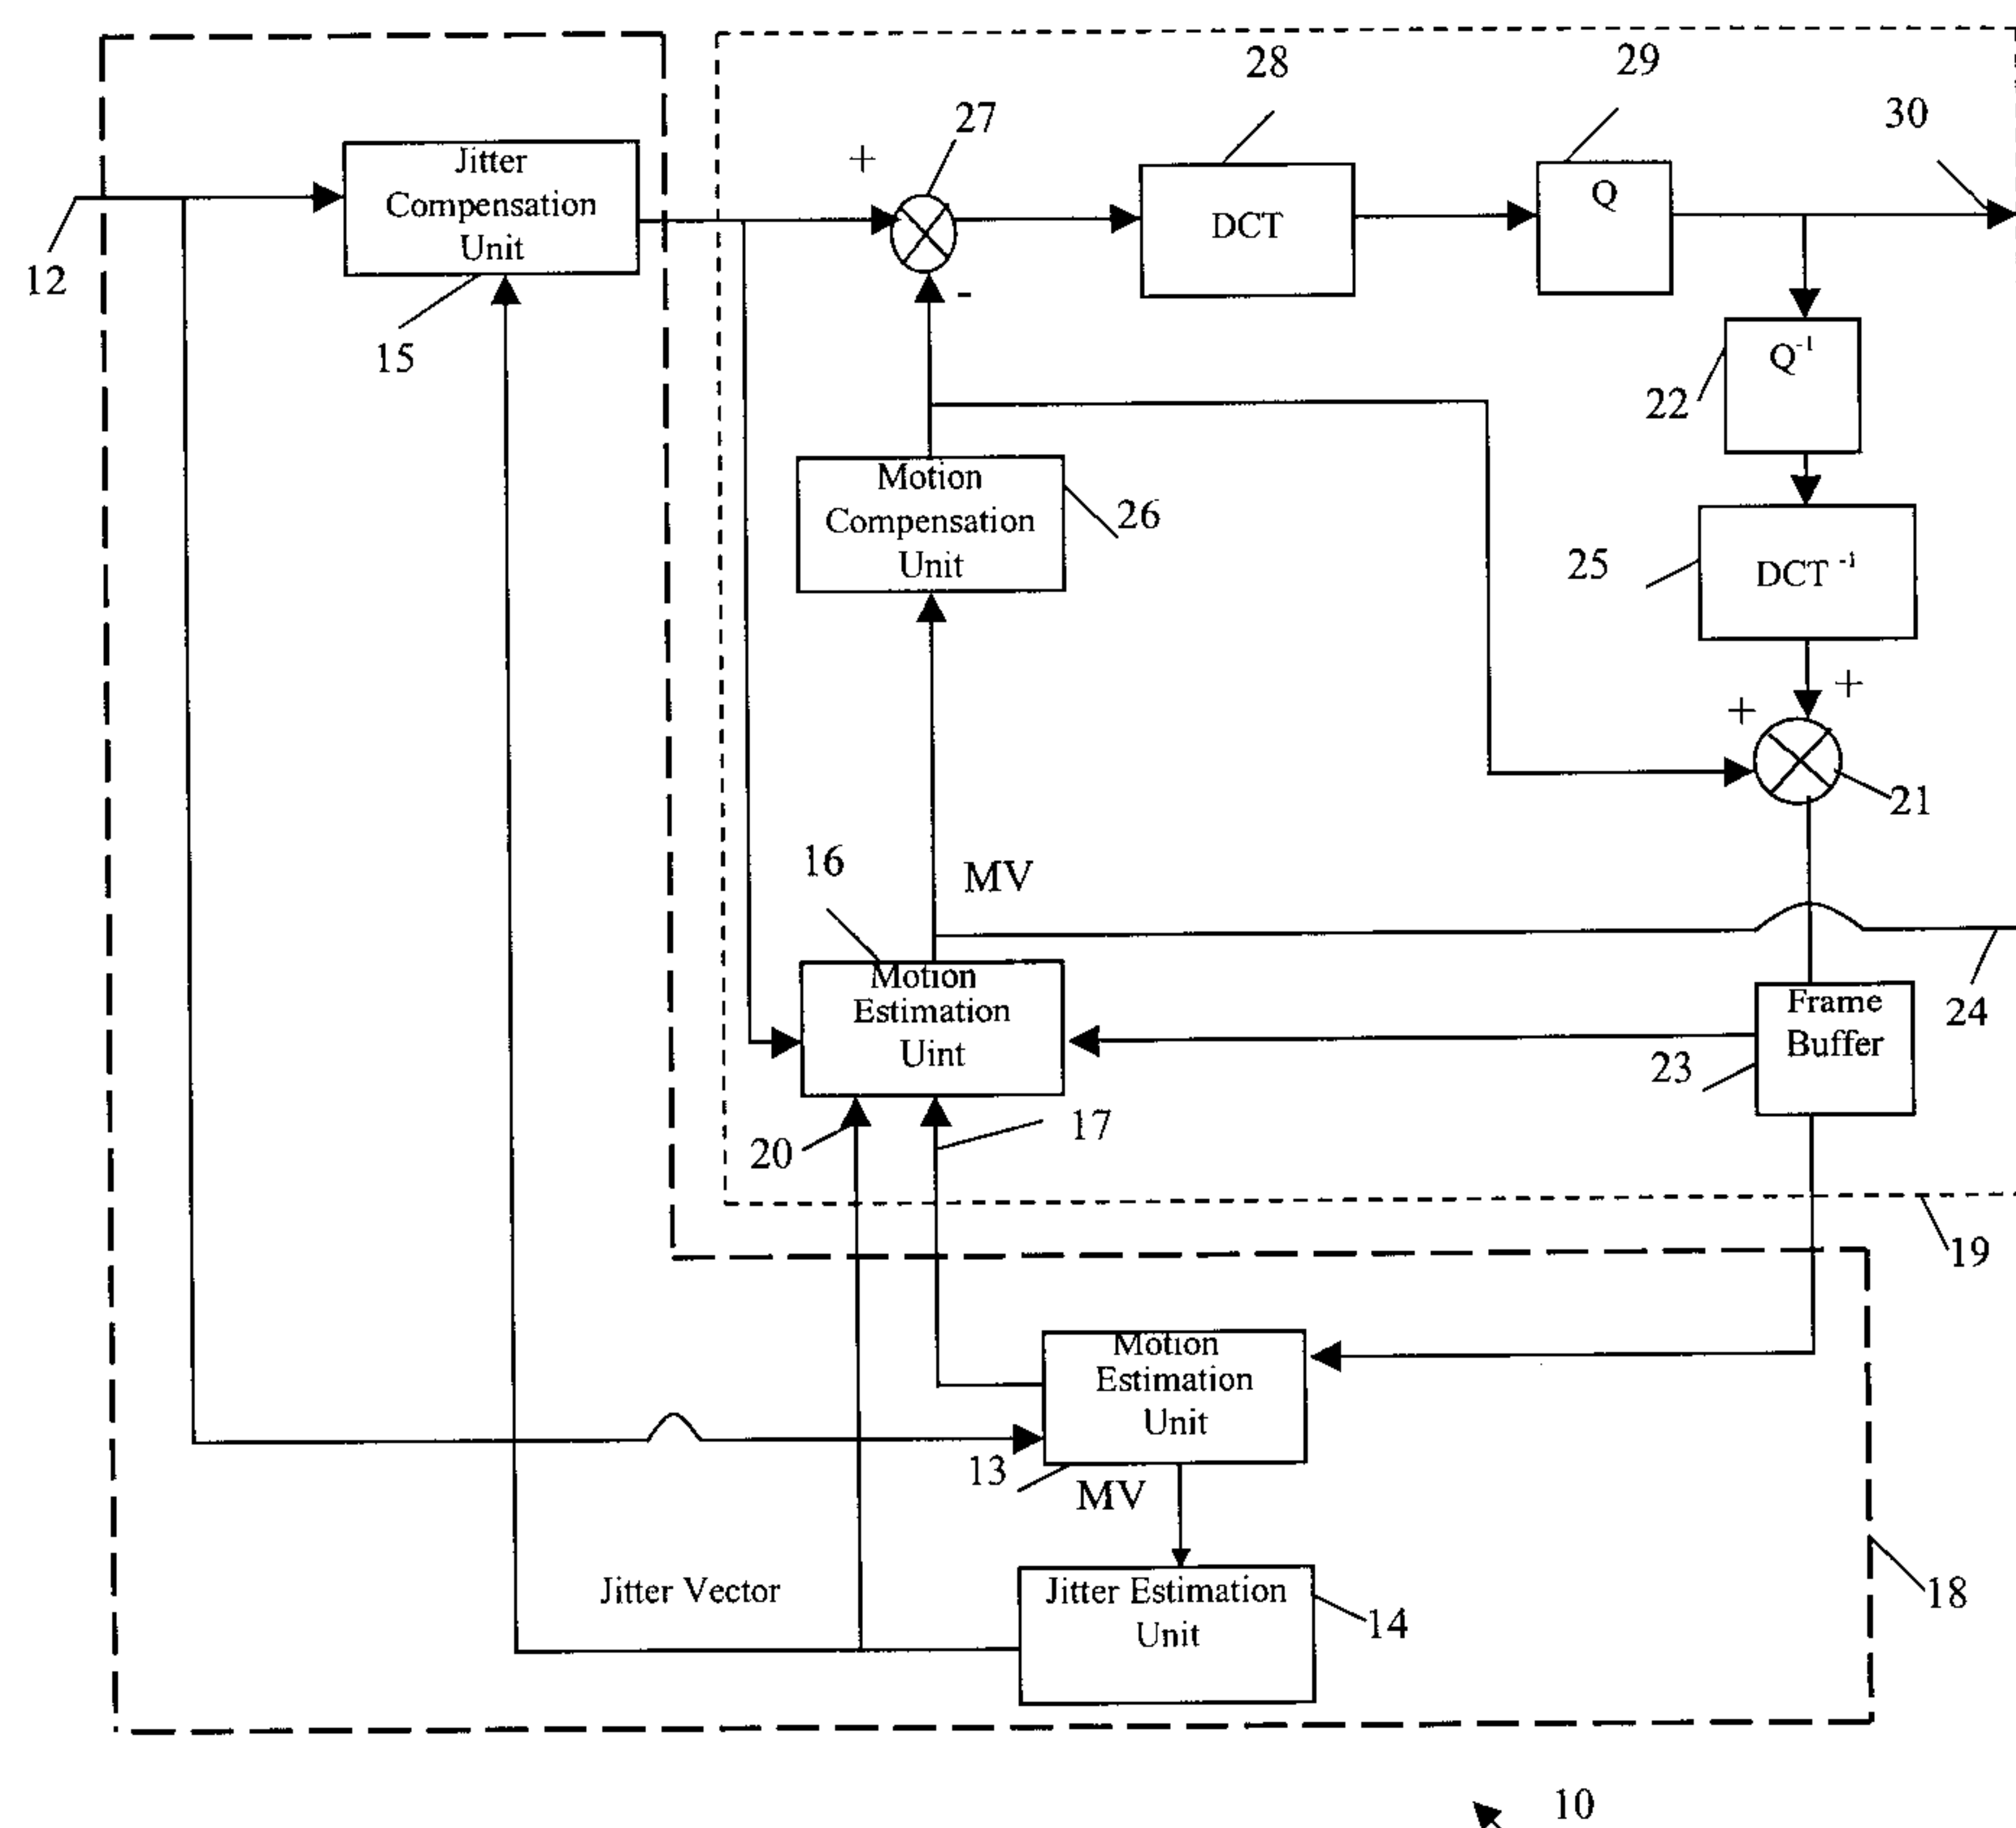 28
29
30
27
+
Jitter
Compensation
Unit
DCT
Q
12
-
15
Q-1
22
Motion
Compensation
Unit
26
25
DCT -1
+
+
21
16
MV
Motion
Estimation
Uint
Frame
Buffer
24
23
20
17
19
Motion
Estimation
Unit
13
MV
Jitter Vector
Jitter Estimation
Unit
18
14
10